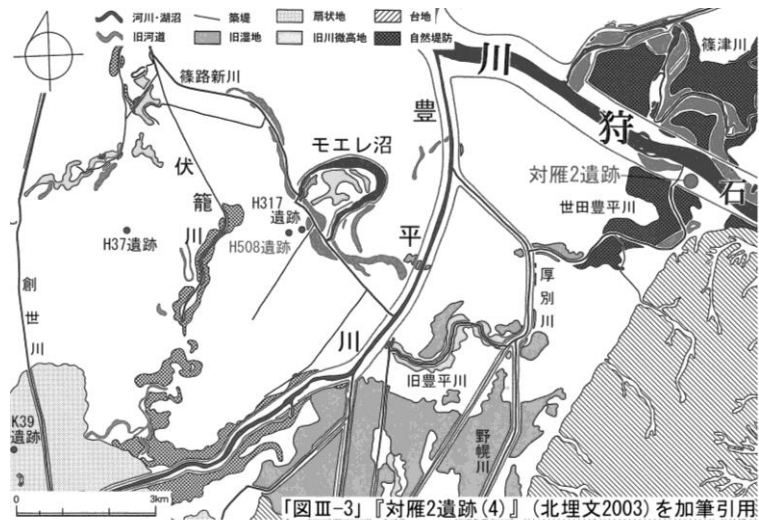 河川・湖沼 築堤 扇状地 台地
旧河道 旧湿地 旧川微高地 自然堤防
篠津川
川
篠路新川
豊
狩
モエレ沼
伏
対雁2遺跡
石
籠
H317
遺跡
世田豊平川
H37遺跡
川
H508遺跡
平
創
世
川
厚
別
川
川
旧豊平川
K39
遺跡
野
幌
川
0 3km
「図Ⅲ-3」『対雁2遺跡(4)』(北埋文2003)を加筆引用